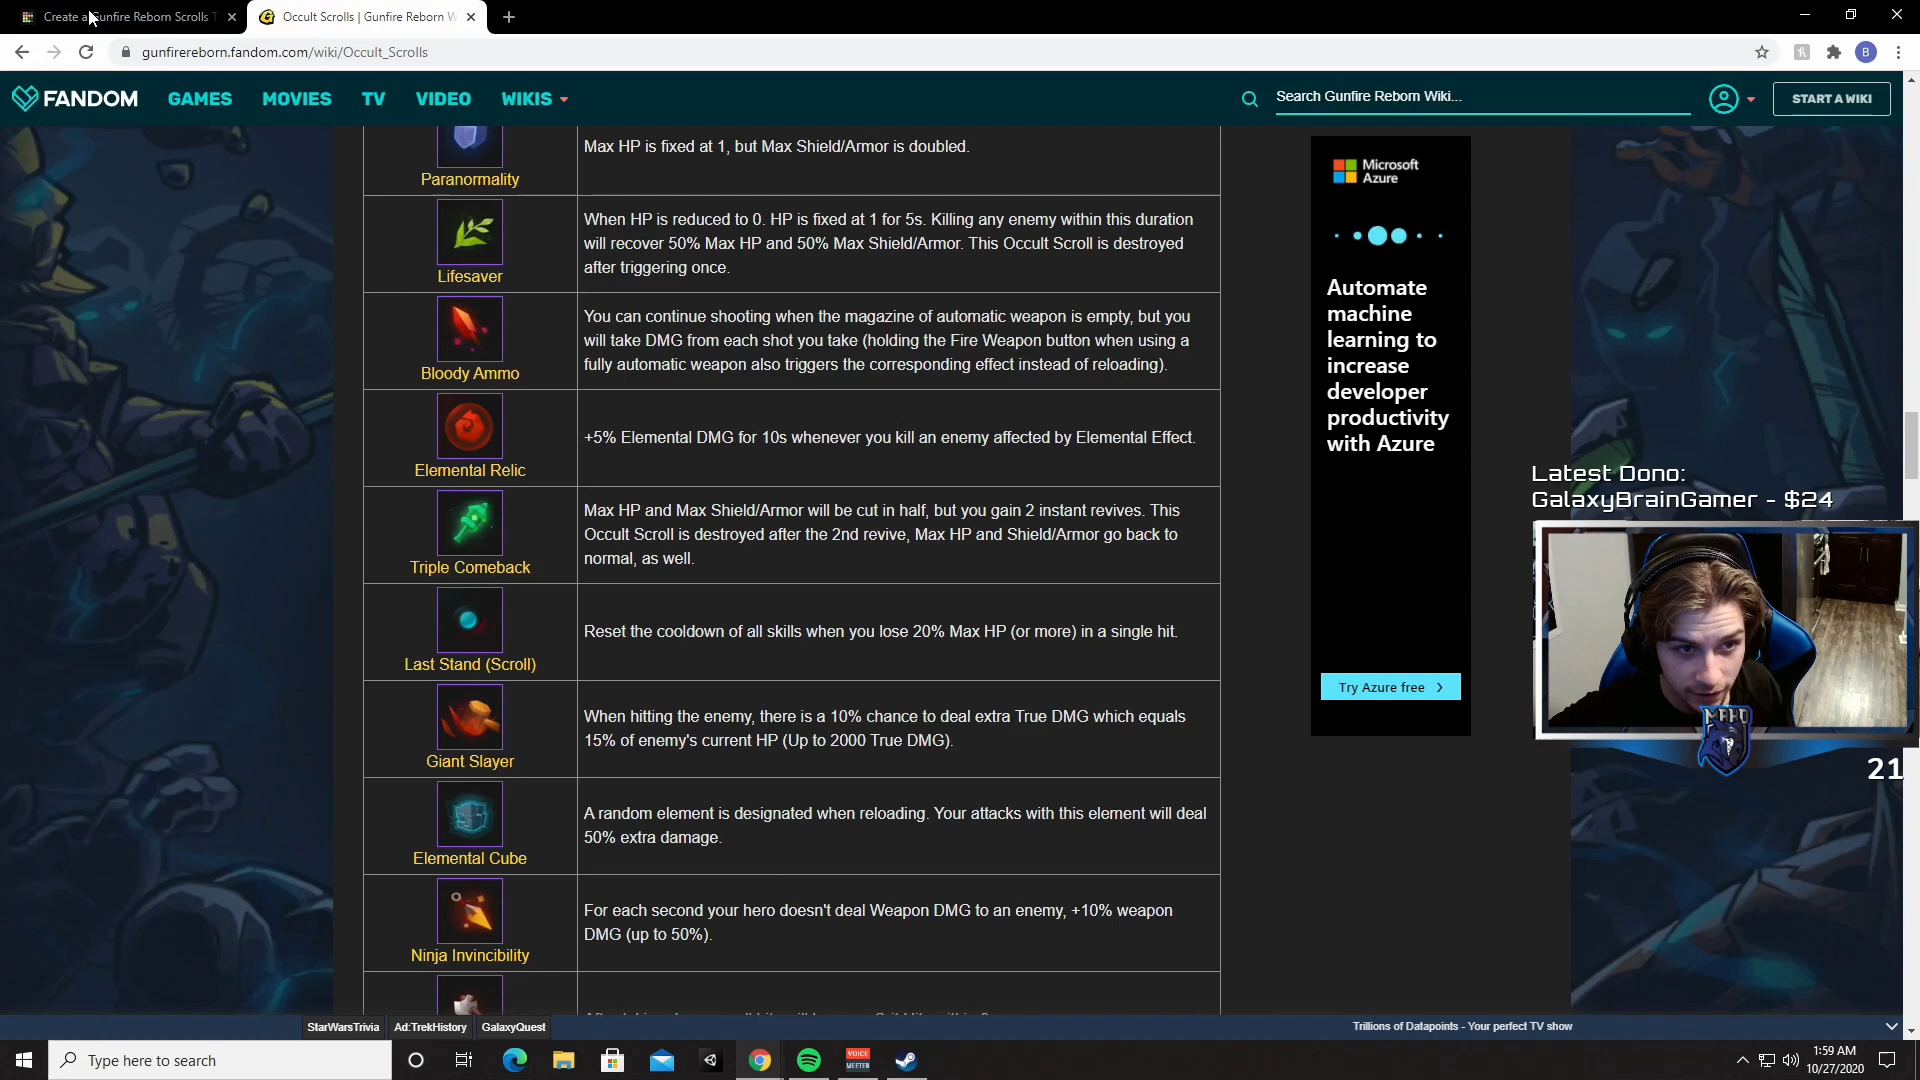 Create a Gunfire Reborn Scrolls T
Occult Scrolls | Gunfire Reborn W
gunfirereborn.fandom.com/wiki/Occult_Scrolls
B
FANDOM
GAMES
MOVIES
TV
VIDEO
WIKIS
Search Gunfire Reborn Wiki...
START A WIKI
Max HP is fixed at 1, but Max Shield/Armor is doubled.
Paranormality
When HP is reduced to 0. HP is fixed at 1 for 5s. Killing any enemy within this duration
will recover 50% Max HP and 50% Max Shield/Armor. This Occult Scroll is destroyed
after triggering once.
Lifesaver
You can continue shooting when the magazine of automatic weapon is empty, but you
will take DMG from each shot you take (holding the Fire Weapon button when using a
fully automatic weapon also triggers the corresponding effect instead of reloading).
Bloody Ammo
+5% Elemental DMG for 10s whenever you kill an enemy affected by Elemental Effect.
Elemental Relic
Max HP and Max Shield/Armor will be cut in half, but you gain 2 instant revives. This
Occult Scroll is destroyed after the 2nd revive, Max HP and Shield/Armor go back to
normal, as well.
Triple Comeback
Reset the cooldown of all skills when you lose 20% Max HP (or more) in a single hit.
Last Stand (Scroll)
When hitting the enemy, there is a 10% chance to deal extra True DMG which equals
15% of enemy's current HP (Up to 2000 True DMG).
Giant Slayer
A random element is designated when reloading. Your attacks with this element will deal
50% extra damage.
Elemental Cube
For each second your hero doesn't deal Weapon DMG to an enemy, +10% weapon
DMG (up to 50%).
Ninja Invincibility
Microsoft
Azure
Automate
machine
learning to
increase
developer
productivity
with Azure
Try Azure free
Latest Dono:
GalaxyBrainGamer - $24
21
StarWarsTrivia
Ad:TrekHistory
GalaxyQuest
Trillions of Datapoints - Your perfect TV show
Type here to search
VOICE
MEETER
1:59 AM
10/27/2020